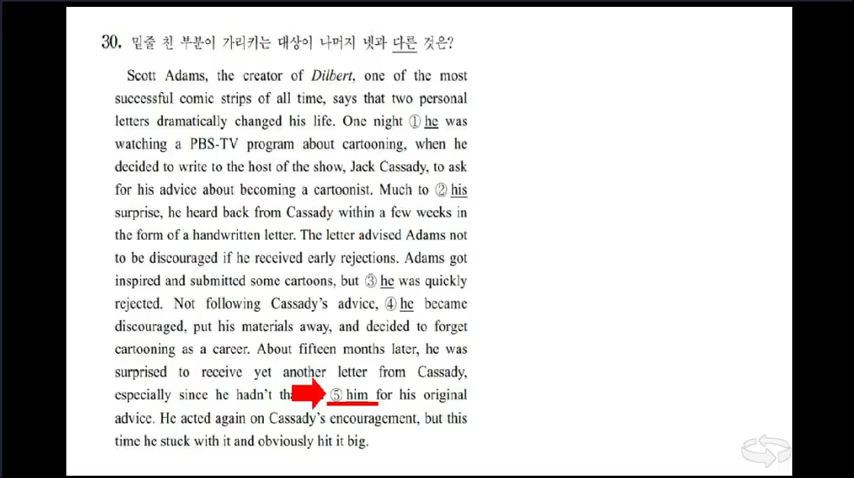 30. 밑줄 친 부분이 가리키는 대상이 나머지 넷과 다른 것은?
Scott Adams, the creator of Dilbert, one of the most
successful comic strips of all time, says that two personal
letters dramatically changed his life. One night ① he was
watching a PBS-TV program about cartooning, when he
decided to write to the host of the show, Jack Cassady, to ask
for his advice about becoming a cartoonist. Much to ② his
surprise, he heard back from Cassady within a few weeks in
the form of a handwritten letter. The letter advised Adams not
to be discouraged if he received early rejections. Adams got
inspired and submitted some cartoons, but ③ he was quickly
rejected. Not following Cassady's advice, ④ he became
discouraged, put his materials away, and decided to forget
cartooning as a career. About fifteen months later, he was
surprised to receive yet another letter from Cassady,
especially since he hadn't ⑤ him for his original
advice. He acted again on Cassady's encouragement, but this
time he stuck with it and obviously hit it big.